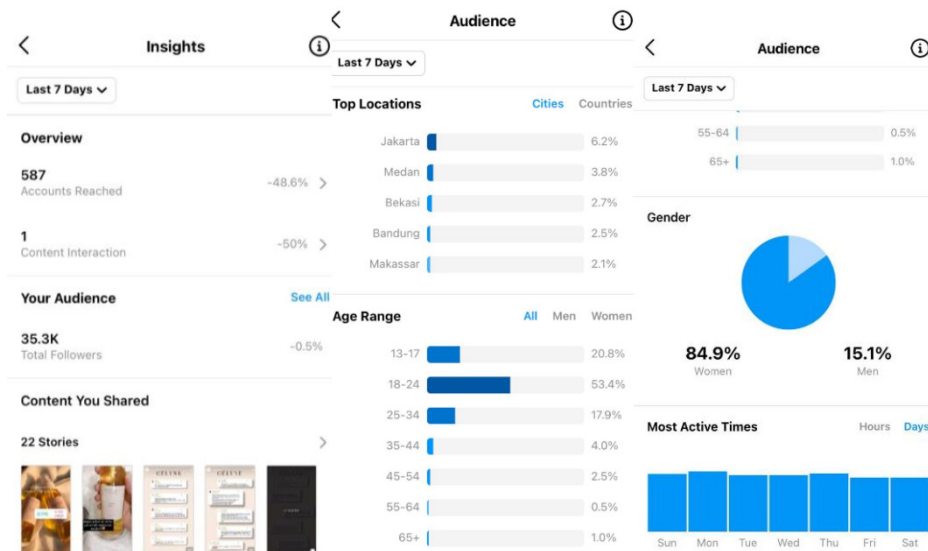 Insights
Last 7 Days
Overview
587
Accounts Reached
-48.6%
1
Content Interaction
-50%
Your Audience
See All
35.3K
Total Followers
-0.5%
Content You Shared
22 Stories
CÉLYNE
CÉLYNE
Audience
Last 7 Days
Top Locations
Cities Countries
Jakarta 6.2%
Medan 3.8%
Bekasi 2.7%
Bandung 2.5%
Makassar 2.1%
Age Range
All Men Women
13-17 20.8%
18-24 53.4%
25-34 17.9%
35-44 4.0%
45-54 2.5%
55-64 0.5%
65+ 1.0%
Audience
Last 7 Days
55-64 0.5%
65+ 1.0%
Gender
84.9% 15.1%
Women Men
Most Active Times
Hours Days
Sun Mon Tue Wed Thu Fri Sat